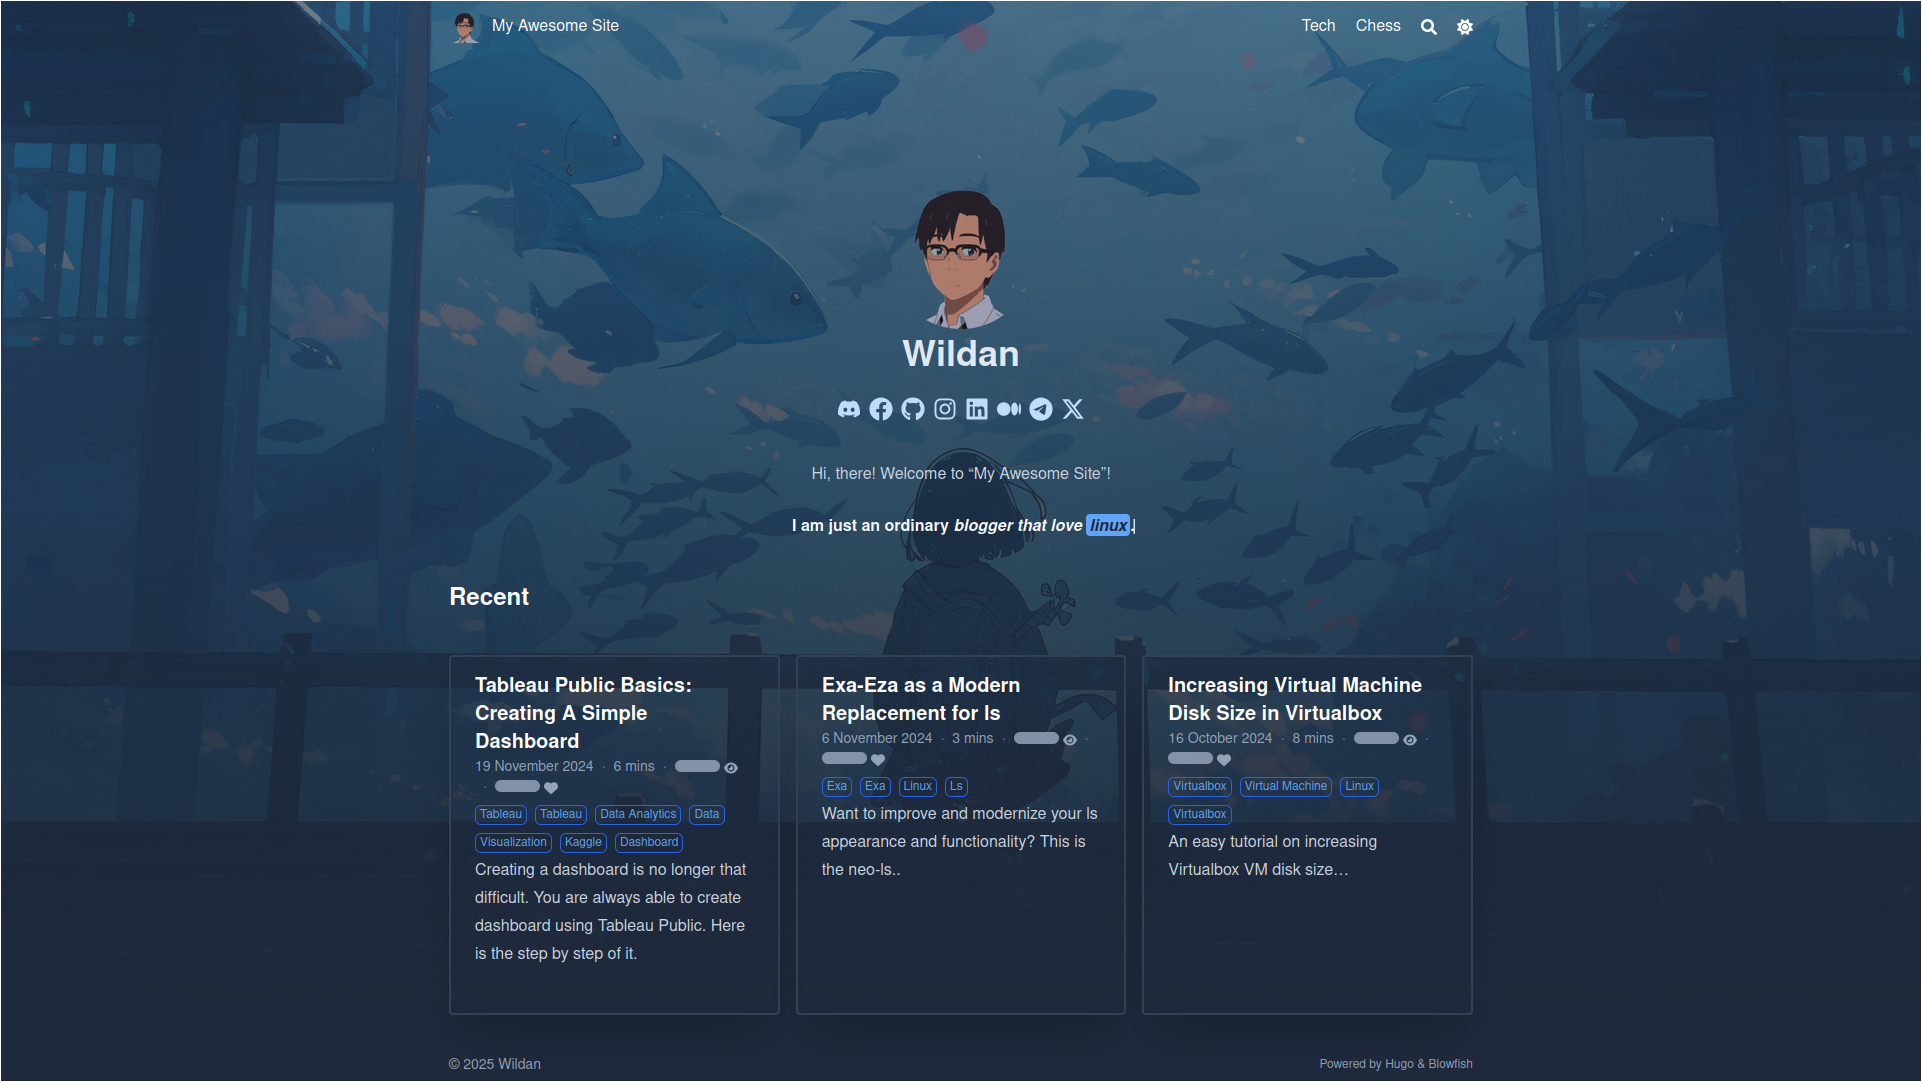 My Awesome Site
Tech Chess
Wildan
Hi, there! Welcome to “My Awesome Site”!
I am just an ordinary blogger that love linux.
Recent
Tableau Public Basics:
Creating A Simple
Dashboard
19 November 2024 · 6 mins ·
·
Tableau Tableau Data Analytics Data
Visualization Kaggle Dashboard
Creating a dashboard is no longer that
difficult. You are always able to create
dashboard using Tableau Public. Here
is the step by step of it.
Exa-Eza as a Modern
Replacement for ls
6 November 2024 · 3 mins · ·
Exa Exa Linux Ls
Want to improve and modernize your ls
appearance and functionality? This is
the neo-ls..
Increasing Virtual Machine
Disk Size in Virtualbox
16 October 2024 · 8 mins · ·
Virtualbox Virtual Machine Linux
Virtualbox
An easy tutorial on increasing
Virtualbox VM disk size…
© 2025 Wildan
Powered by Hugo & Blowfish